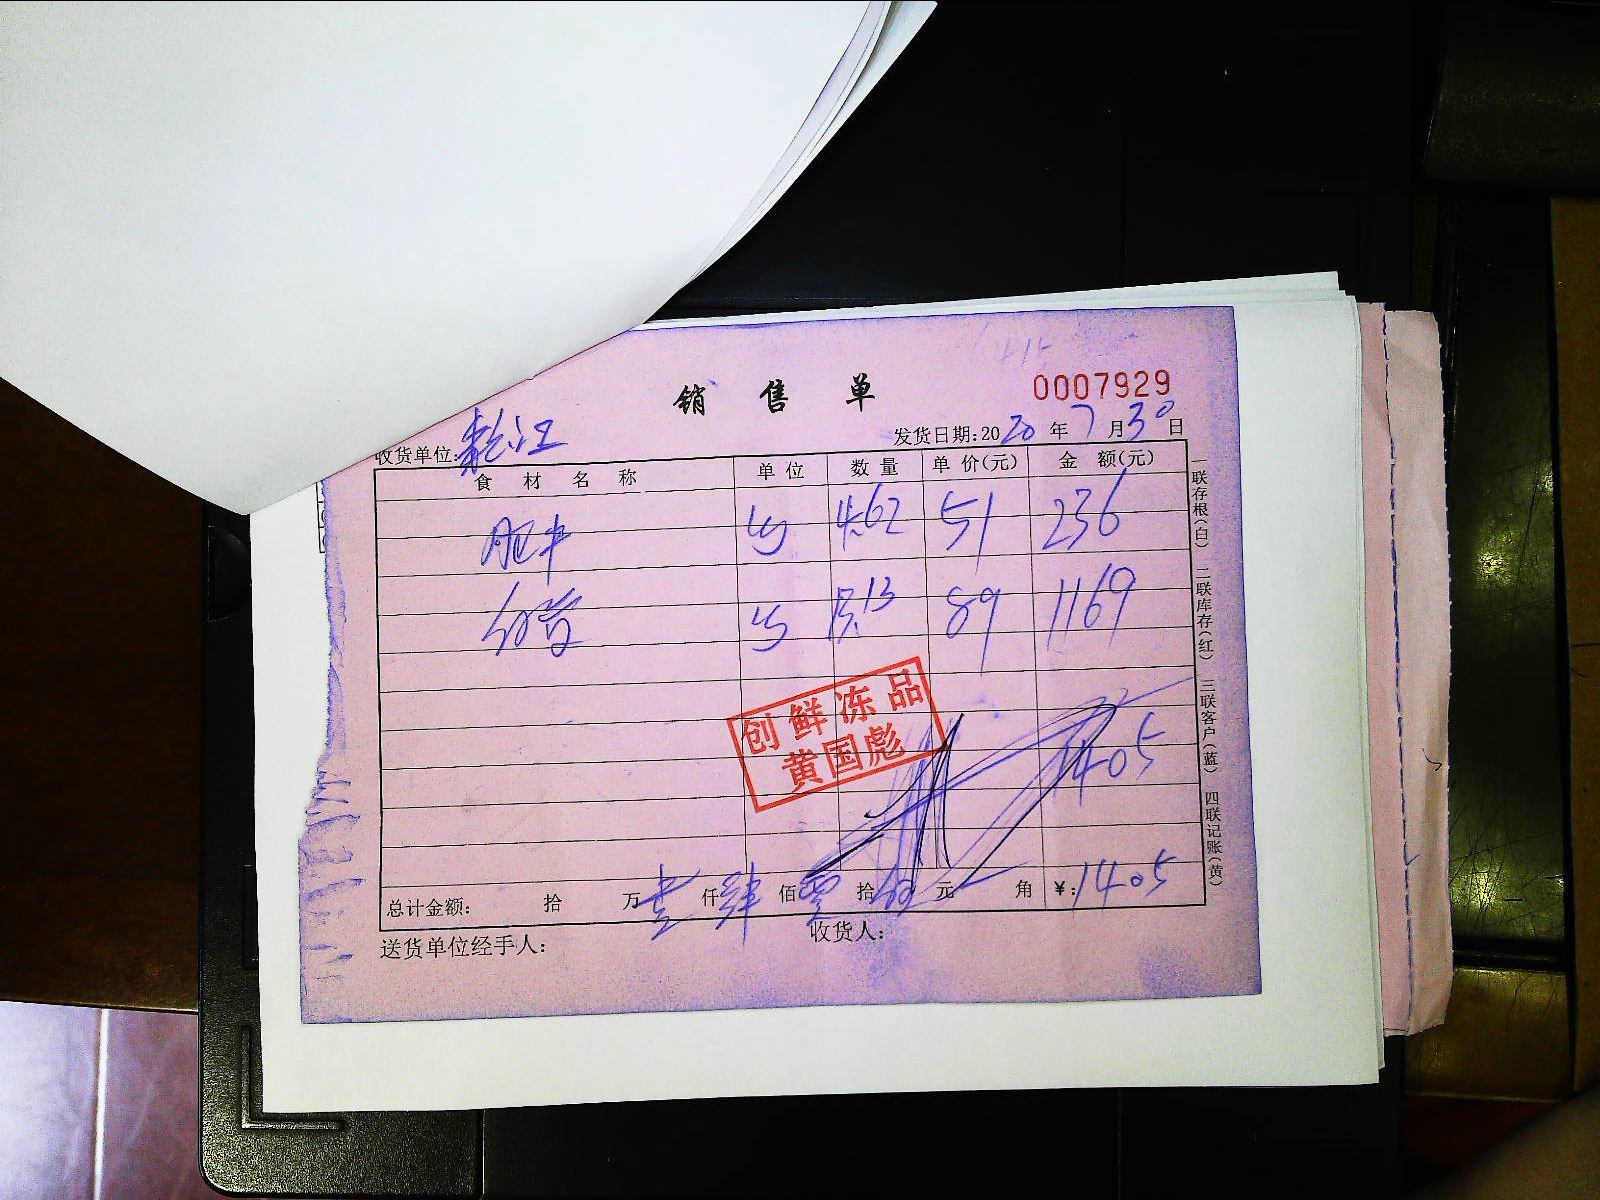 销售单
0007929
收货单位:
发货日期:2020年7月30日
食材名称 单位 数量 单价(元) 金额(元)
肥牛 斤 4.62 51 236
斤 13 89 1169
创鲜冻品
黄国彪
1405
总计金额: 拾 万 壹 仟 肆 佰 零 拾 伍 元 角 ¥:1405
送货单位经手人: 收货人:
一联存根(白) 二联库存(红) 三联客户(蓝) 四联记账(黄)